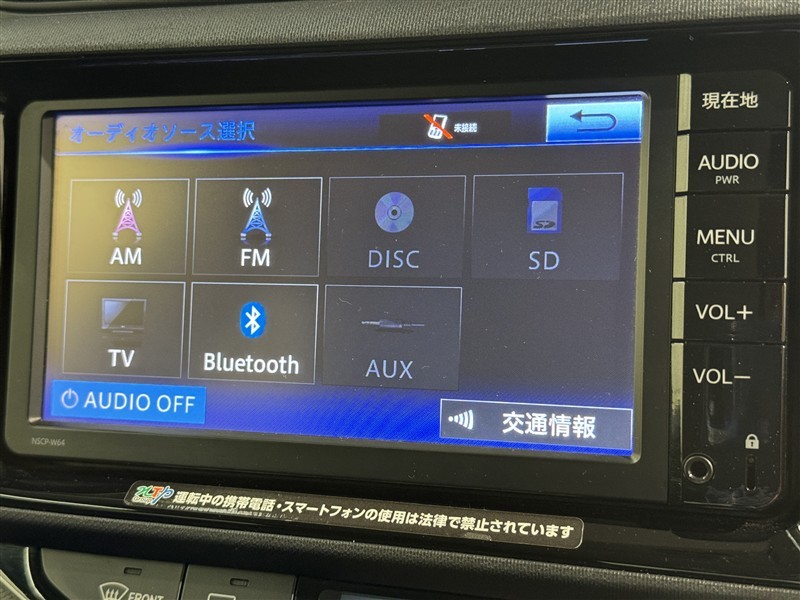 オーディオソース選択
未接続
AM
FM
DISC
SD
SD
TV
Bluetooth
AUX
AUDIO OFF
交通情報
NSCP-W64
現在地
AUDIO
PWR
MENU
CTRL
VOL+
VOL−
運転中の携帯電話・スマートフォンの使用は法律で禁止されています
FRONT